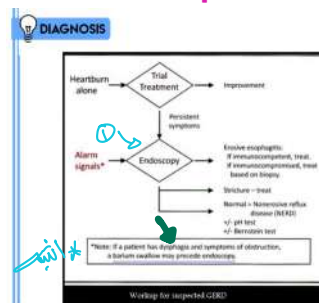 DIAGNOSIS
Heartburn
alone
Trial
Treatment
Improvement
Persistent
symptoms
①
Alarm
signals*
Endoscopy
Erosive esophagitis:
If immunocompetent, treat.
If immunocompromised, treat
based on biopsy.
Stricture – treat
Normal = Nonerosive reflux
disease (NERD)
+/- pH test
+/- Bernstein test
*Note: If a patient has dysphagia and symptoms of obstruction,
a barium swallow may precede endoscopy.
Workup for suspected GERD